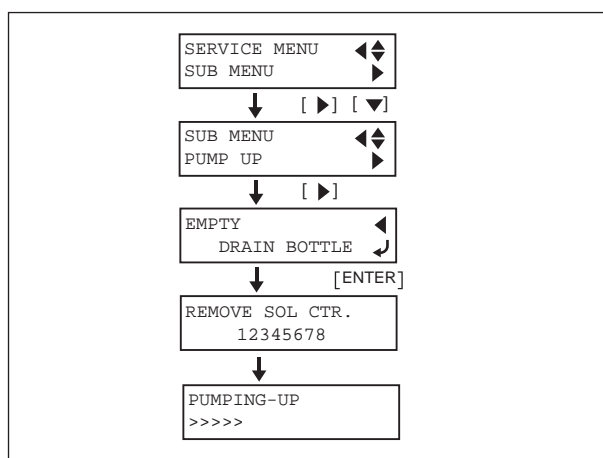 SERVICE MENU ◀◆
SUB MENU ▶
[ ▶] [ ▼]
SUB MENU ◀◆
PUMP UP ▶
[ ▶]
EMPTY ◀
DRAIN BOTTLE ↵
[ENTER]
REMOVE SOL CTR.
12345678
PUMPING-UP
>>>>>